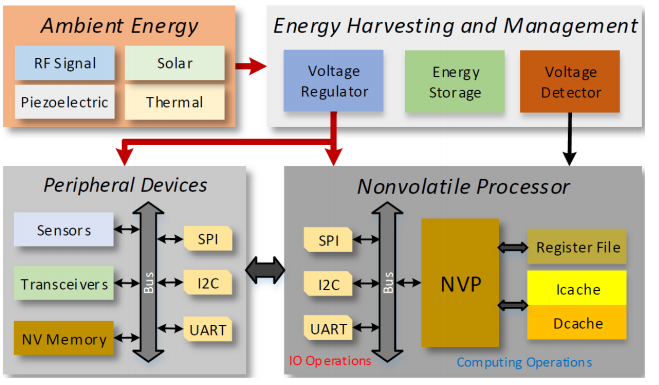 Ambient Energy
RF Signal
Solar
Piezoelectric
Thermal
Energy Harvesting and Management
Voltage
Regulator
Energy
Storage
Voltage
Detector
Peripheral Devices
Sensors
Transceivers
NV Memory
Bus
SPI
I2C
UART
Nonvolatile Processor
SPI
I2C
UART
Bus
NVP
Register File
Icache
Dcache
IO Operations
Computing Operations